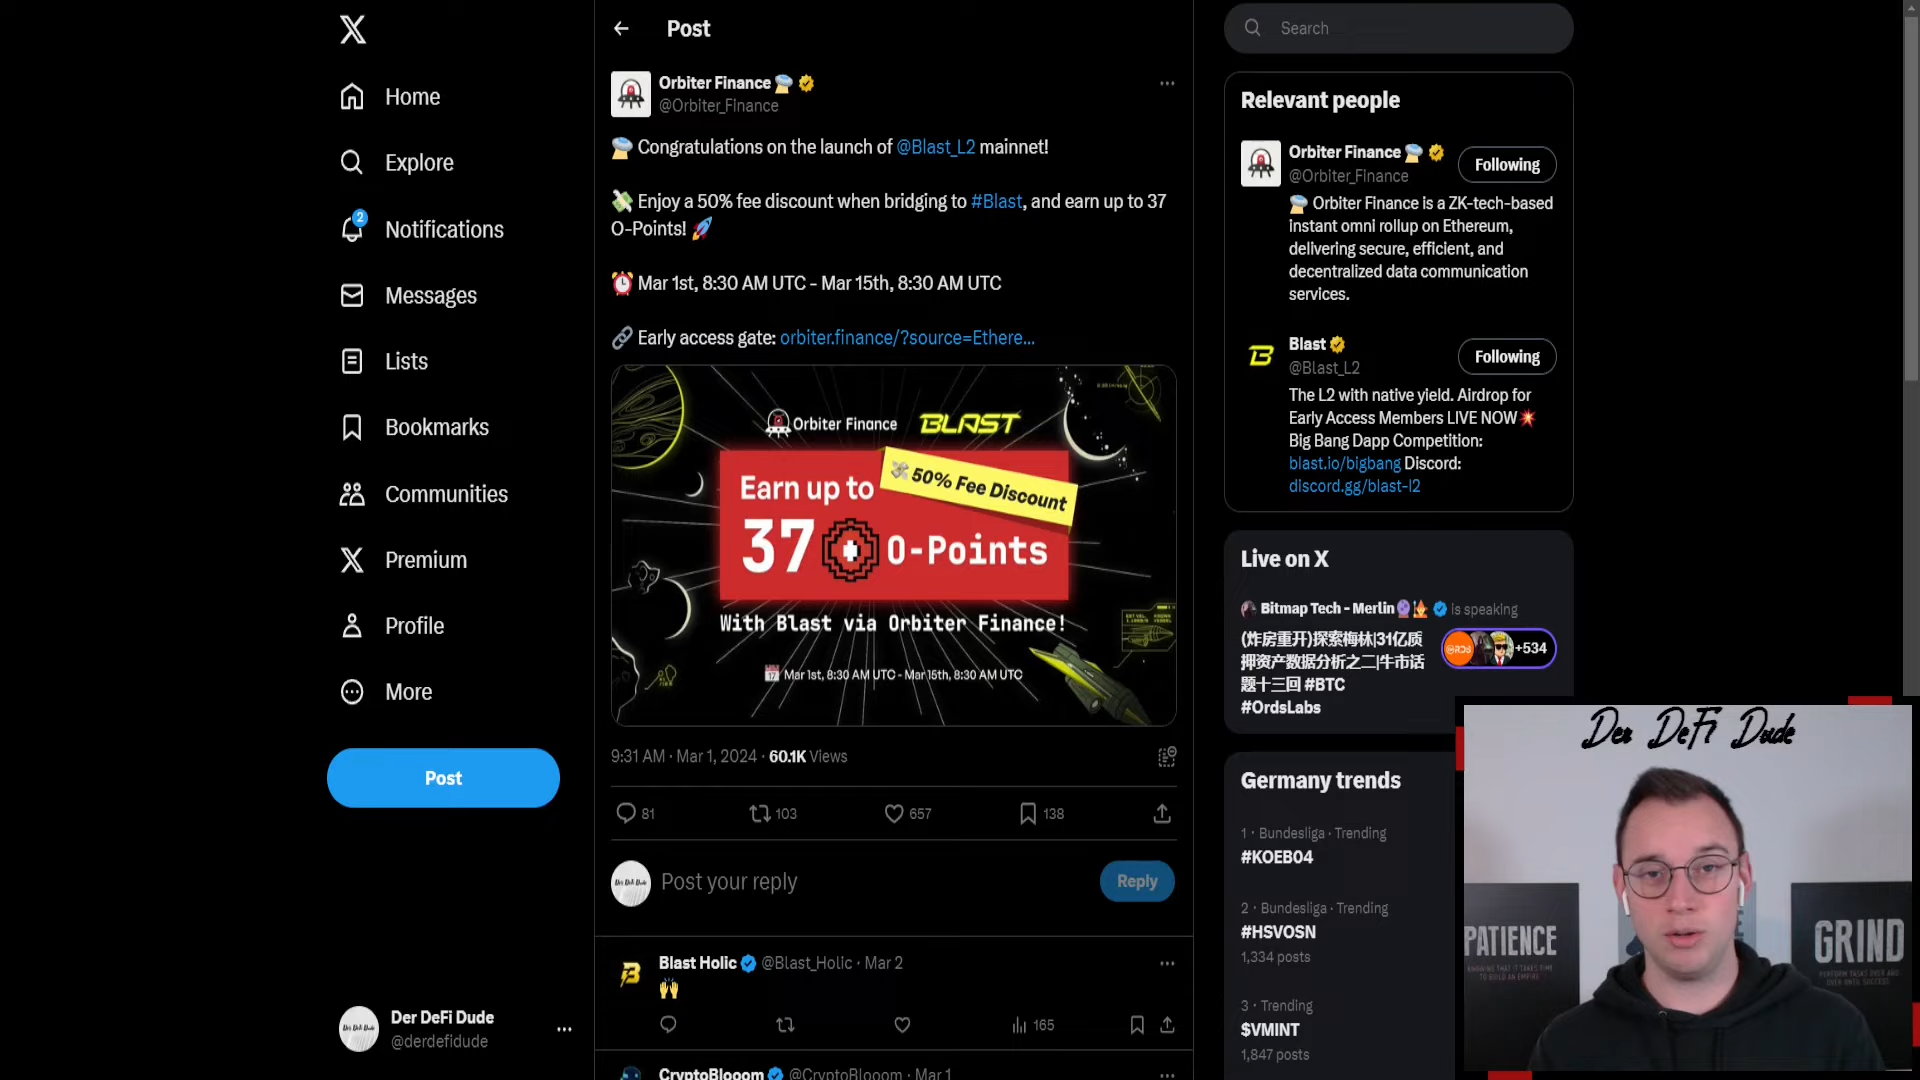 Home
Explore
2
Notifications
Messages
Lists
Bookmarks
Communities
Premium
Profile
More
Post
Der DeFi Dude
@derdefidude
Post
Orbiter Finance
@Orbiter_Finance
Congratulations on the launch of @Blast_L2 mainnet!
Enjoy a 50% fee discount when bridging to #Blast, and earn up to 37
O-Points!
Mar 1st, 8:30 AM UTC - Mar 15th, 8:30 AM UTC
Early access gate: orbiter.finance/?source=Ethere...
Orbiter Finance BLAST
50% Fee Discount
Earn up to
37 O-Points
With Blast via Orbiter Finance!
Mar 1st, 8:30 AM UTC - Mar 15th, 8:30 AM UTC
9:31 AM · Mar 1, 2024 · 60.1K Views
81 103 657 138
Post your reply
Reply
Blast Holic @Blast_Holic · Mar 2
165
CryptoBlooom @CryptoBlooom · Mar 1
Search
Relevant people
Orbiter Finance
@Orbiter_Finance
Following
Orbiter Finance is a ZK-tech-based
instant omni rollup on Ethereum,
delivering secure, efficient, and
decentralized data communication
services.
Blast
@Blast_L2
Following
The L2 with native yield. Airdrop for
Early Access Members LIVE NOW
Big Bang Dapp Competition:
blast.io/bigbang Discord:
discord.gg/blast-l2
Live on X
Bitmap Tech - Merlin is speaking
(炸房重开)探索梅林|31亿质
押资产数据分析之二|牛市话
题十三回 #BTC
#OrdsLabs
+534
Germany trends
1 · Bundesliga · Trending
#KOEB04
2 · Bundesliga · Trending
#HSVOSN
1,334 posts
3 · Trending
$VMINT
1,847 posts
Der DeFi Dude
PATIENCE
GRIND